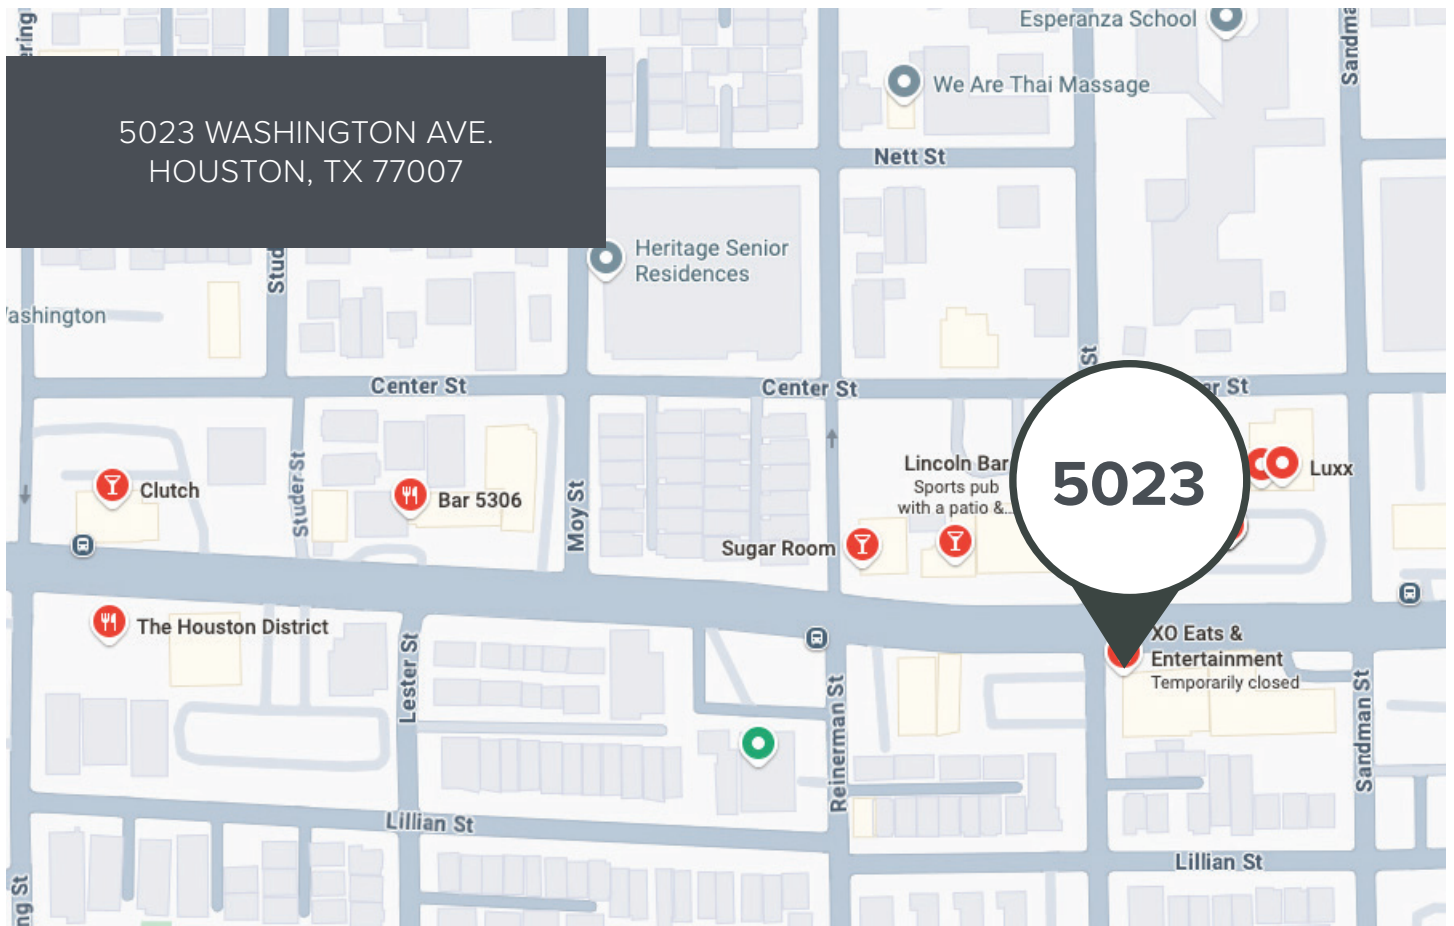 Esperanza School
We Are Thai Massage
5023 WASHINGTON AVE.
HOUSTON, TX 77007
Nett St
Heritage Senior
Residences
Center St
Center St
St
St
Clutch
Studer St
Bar 5306
Moy St
Lincoln Bar
Sports pub
with a patio &...
5023
Luxx
Sugar Room
The Houston District
Lester St
XO Eats &
Entertainment
Temporarily closed
Reinerman St
Sandman St
Lillian St
Lillian St
St